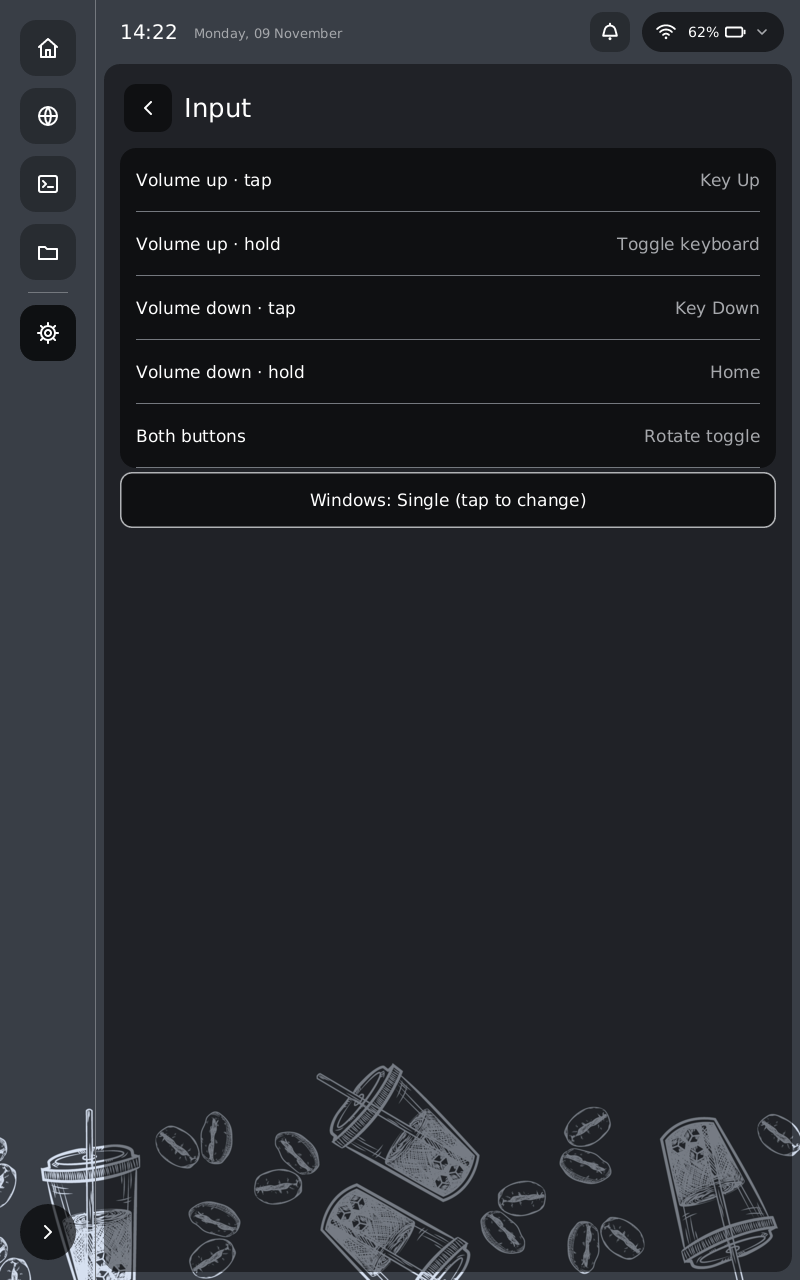 14:22 Monday, 09 November 62%
Input
Volume up · tap Key Up
Volume up · hold Toggle keyboard
Volume down · tap Key Down
Volume down · hold Home
Both buttons Rotate toggle
Windows: Single (tap to change)